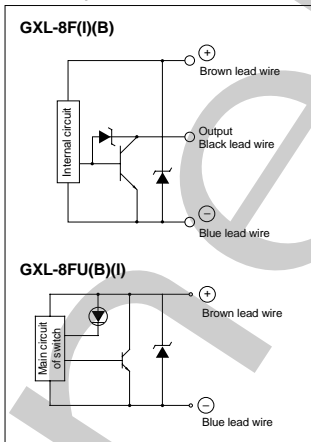 GXL-8F(I)(B)
+
Brown lead wire
Internal circuit
Output
Black lead wire
−
Blue lead wire
GXL-8FU(B)(I)
+
Brown lead wire
Main circuit
of switch
−
Blue lead wire